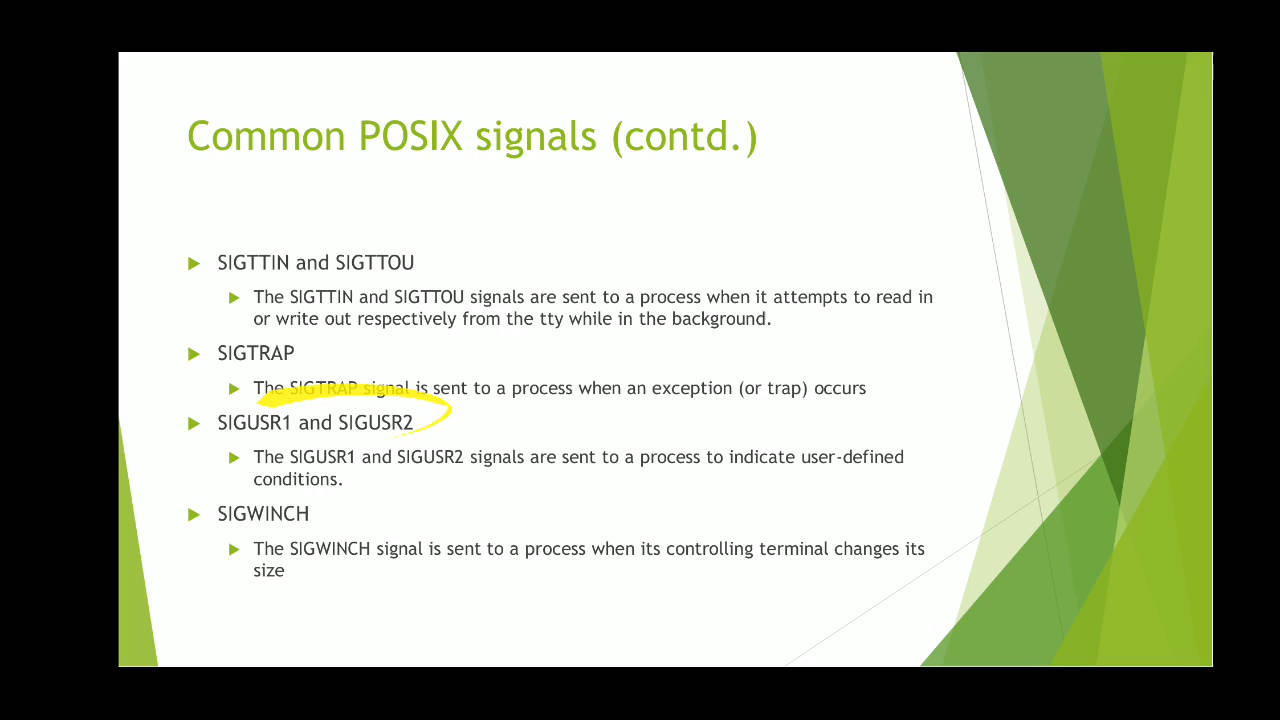 Common POSIX signals (contd.)
SIGTTIN and SIGTTOU
The SIGTTIN and SIGTTOU signals are sent to a process when it attempts to read in
or write out respectively from the tty while in the background.
SIGTRAP
The SIGTRAP signal is sent to a process when an exception (or trap) occurs
SIGUSR1 and SIGUSR2
The SIGUSR1 and SIGUSR2 signals are sent to a process to indicate user-defined
conditions.
SIGWINCH
The SIGWINCH signal is sent to a process when its controlling terminal changes its
size